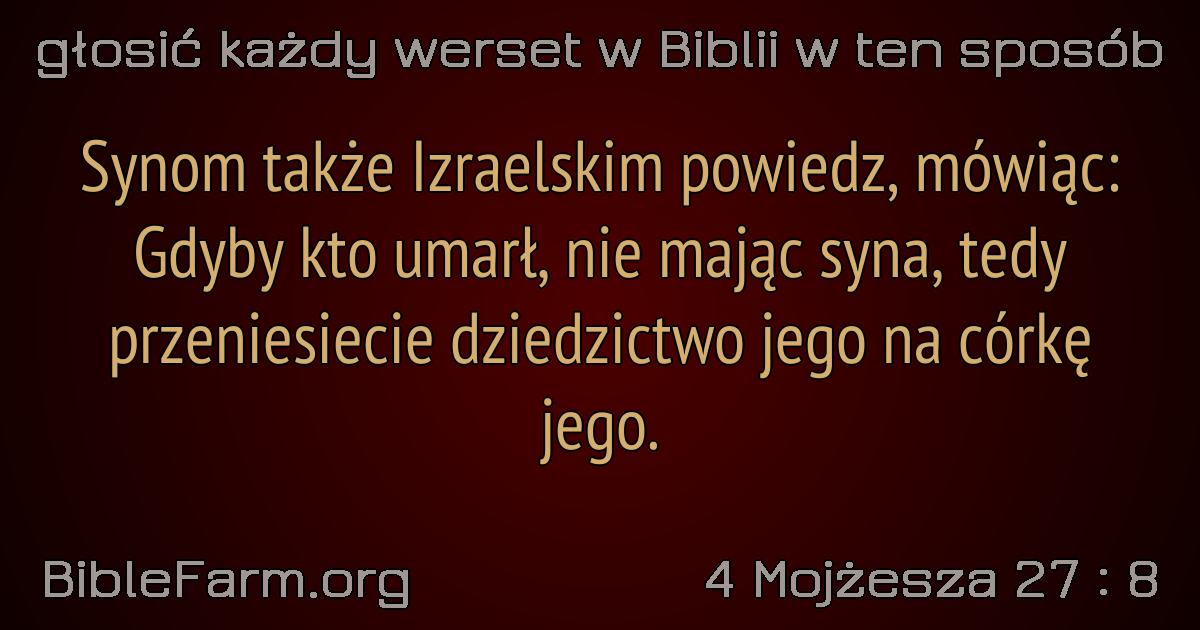 głosić każdy werset w Biblii w ten sposób
Synom także Izraelskim powiedz, mówiąc:
Gdyby kto umarł, nie mając syna, tedy
przeniesiecie dziedzictwo jego na córkę
jego.
BibleFarm.org
4 Mojżesza 27 : 8